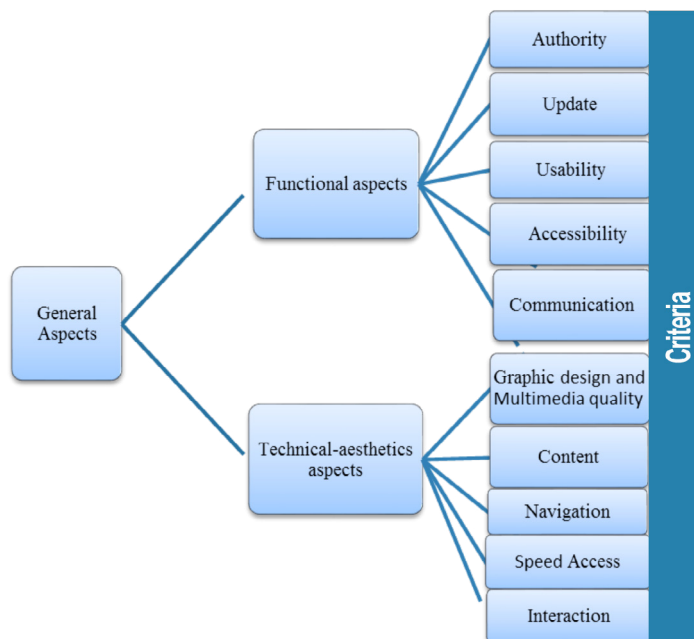 Authority
Update
Functional aspects
Usability
Accessibility
General
Aspects
Communication
Criteria
Graphic design and
Multimedia quality
Technical-aesthetics
aspects
Content
Navigation
Speed Access
Interaction